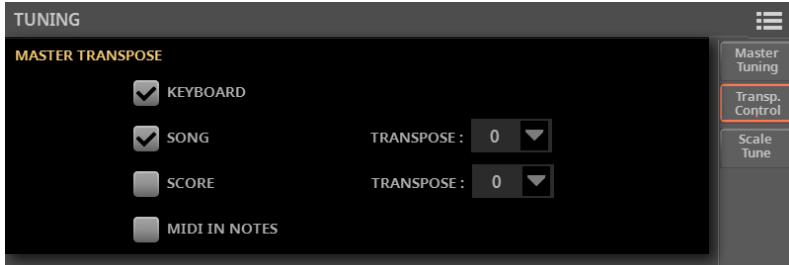 TUNING
MASTER TRANSPOSE
KEYBOARD
SONG TRANSPOSE : 0
SCORE TRANSPOSE : 0
MIDI IN NOTES
Master
Tuning
Transp.
Control
Scale
Tune